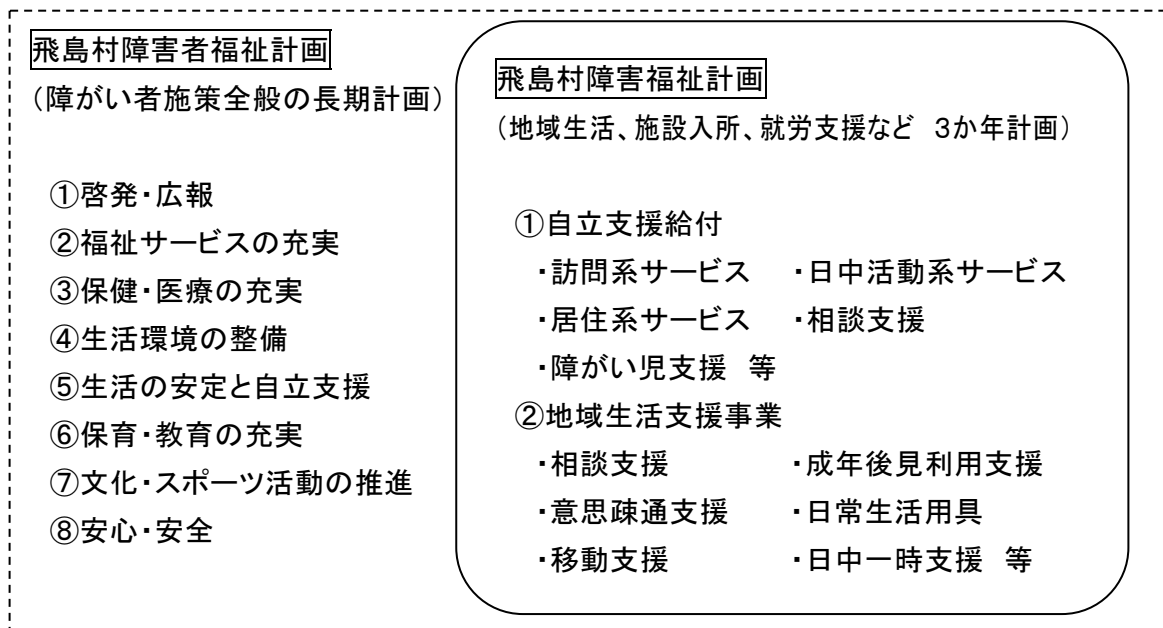 飛島村障害者福祉計画
（障がい者施策全般の長期計画）
①啓発・広報
②福祉サービスの充実
③保健・医療の充実
④生活環境の整備
⑤生活の安定と自立支援
⑥保育・教育の充実
⑦文化・スポーツ活動の推進
⑧安心・安全
飛島村障害福祉計画
（地域生活、施設入所、就労支援など　3か年計画）
①自立支援給付
・訪問系サービス　・日中活動系サービス
・居住系サービス　・相談支援
・障がい児支援　等
②地域生活支援事業
・相談支援　・成年後見利用支援
・意思疎通支援　・日常生活用具
・移動支援　・日中一時支援　等